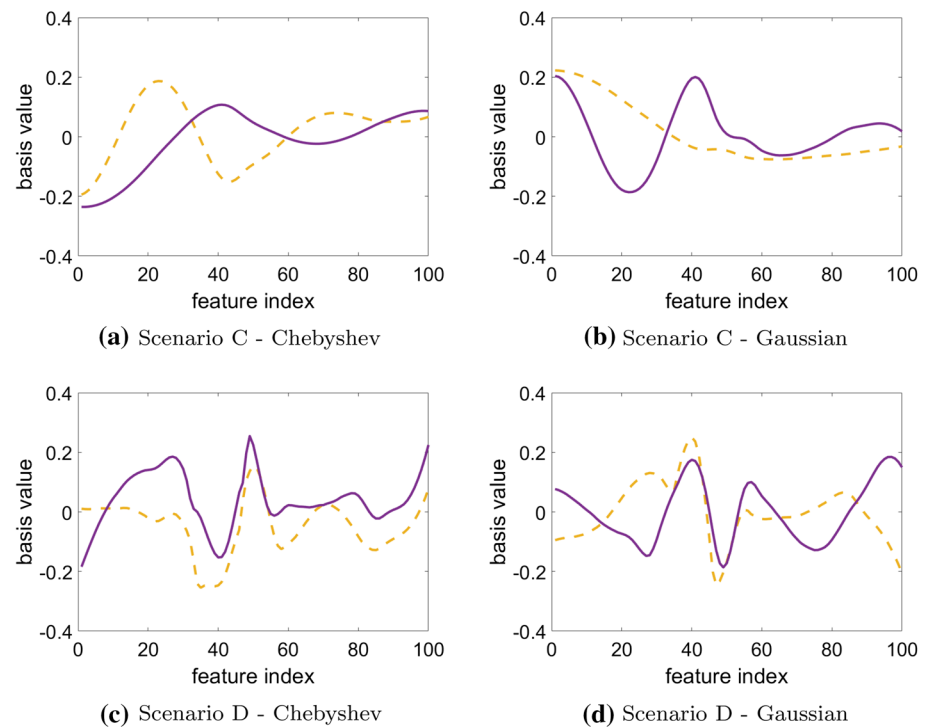 0.4
0.2
0
-0.2
-0.4
basis value
0 20 40 60 80 100
feature index
(a) Scenario C - Chebyshev
0.4
0.2
0
-0.2
-0.4
basis value
0 20 40 60 80 100
feature index
(b) Scenario C - Gaussian
0.4
0.2
0
-0.2
-0.4
basis value
0 20 40 60 80 100
feature index
(c) Scenario D - Chebyshev
0.4
0.2
0
-0.2
-0.4
basis value
0 20 40 60 80 100
feature index
(d) Scenario D - Gaussian